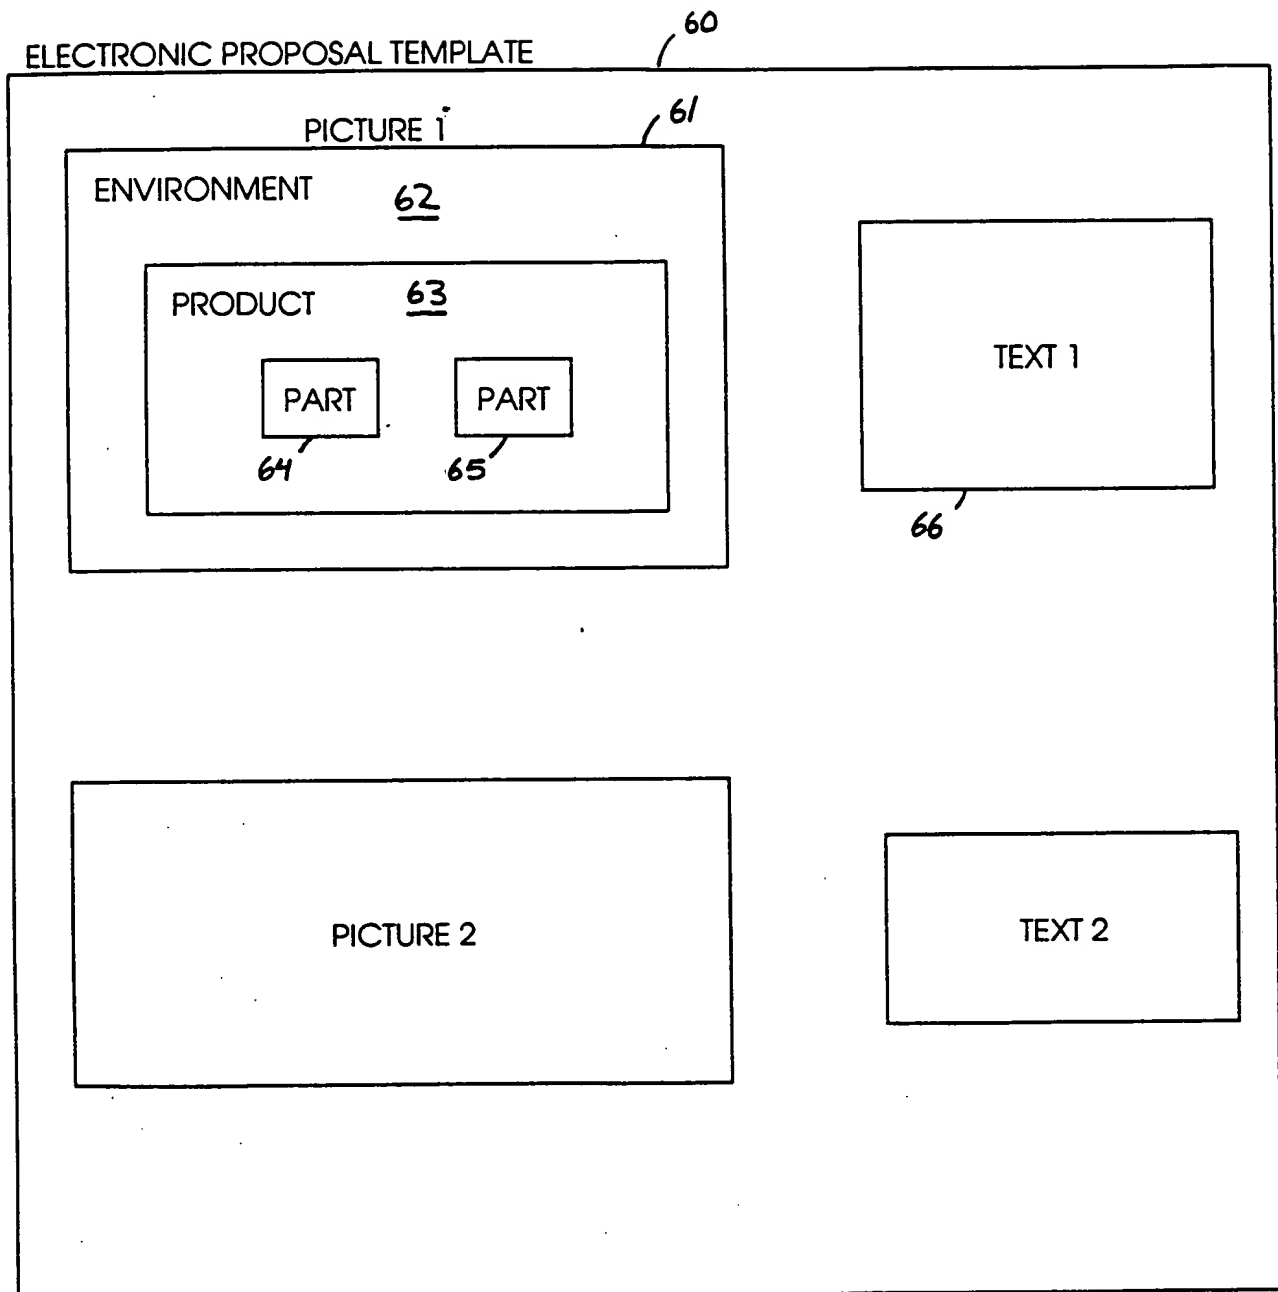 60
ELECTRONIC PROPOSAL TEMPLATE
PICTURE 1
61
ENVIRONMENT
62
PRODUCT
63
PART
PART
64
65
TEXT 1
66
PICTURE 2
TEXT 2